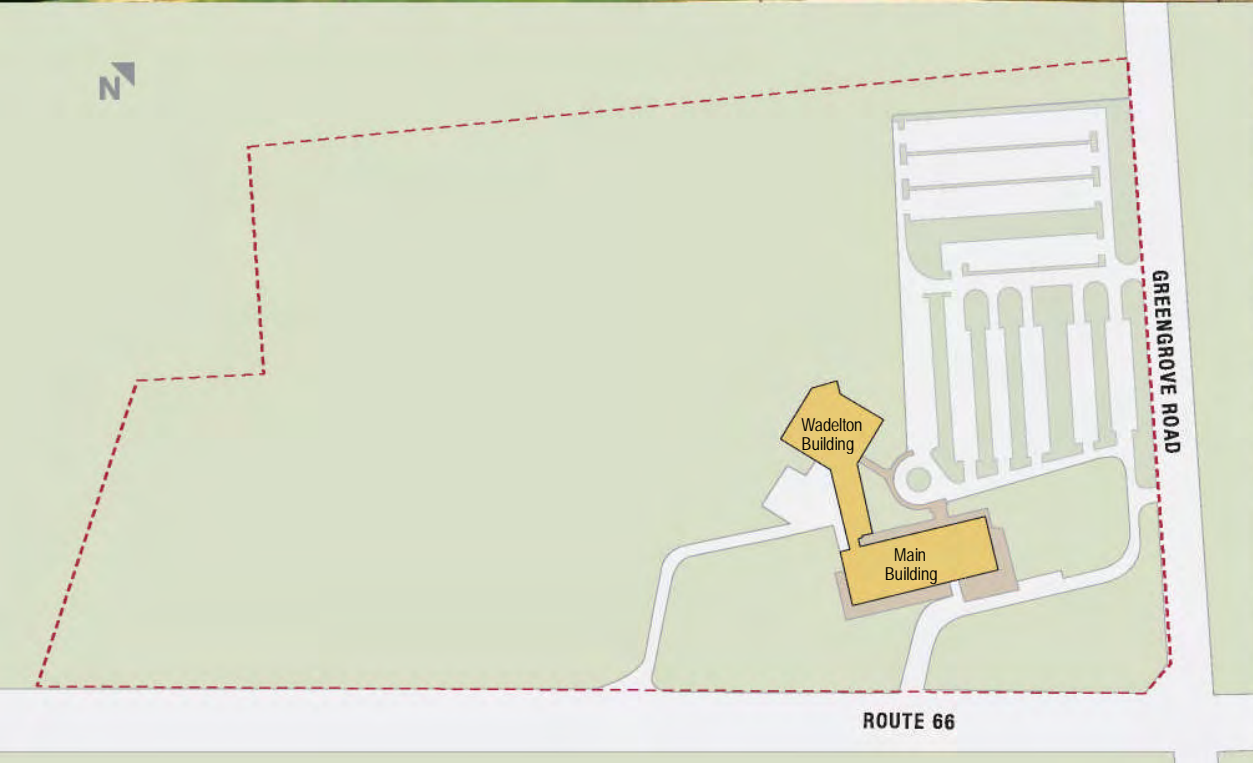 N
GREENGROVE ROAD
Wadelton
Building
Main
Building
ROUTE 66